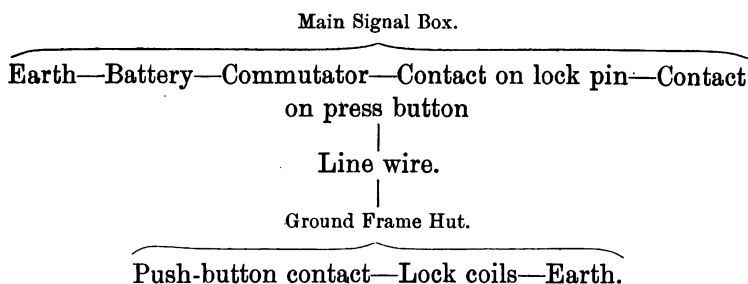 Main Signal Box.
Earth—Battery—Commutator—Contact on lock pin—Contact
on press button
Line wire.
Ground Frame Hut.
Push-button contact—Lock coils—Earth.